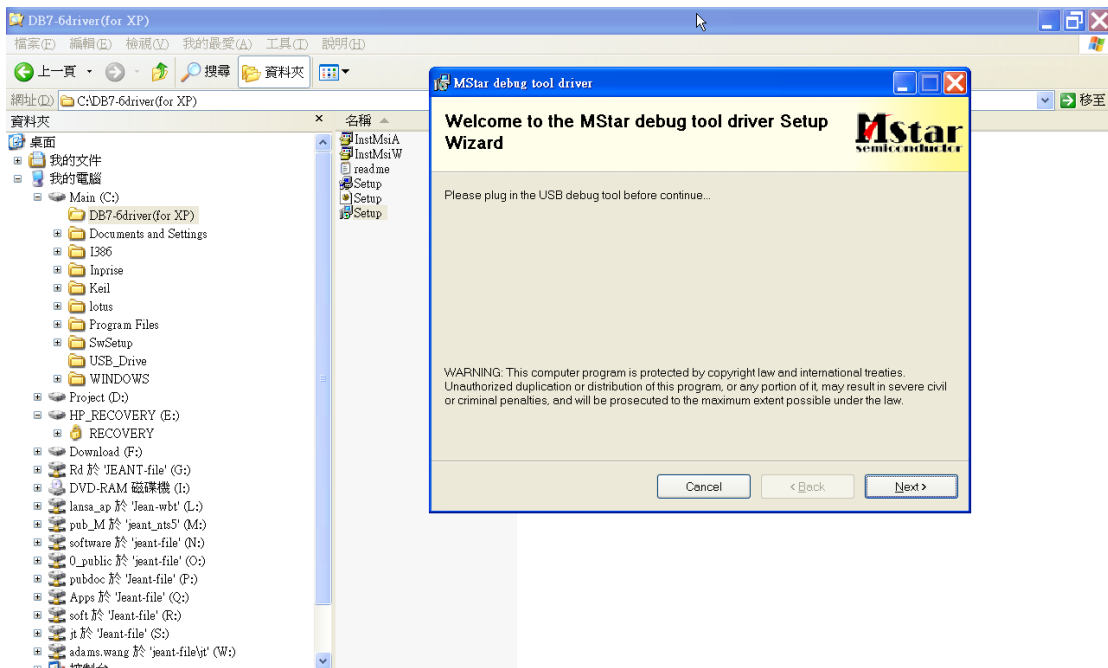 DB7-6driver(for XP)
檔案(F) 編輯(E) 檢視(V) 我的最愛(A) 工具(T) 說明(H)
上一頁 搜尋 資料夾
網址(D) C:\DB7-6driver(for XP) 移至
資料夾 × 名稱
桌面
我的文件
我的電腦
Main (C:)
DB7-6driver(for XP)
Documents and Settings
I386
Inprise
Keil
lotus
Program Files
SwSetup
USB_Drive
WINDOWS
Project (D:)
HP_RECOVERY (E:)
RECOVERY
Download (F:)
Rd 於 'JEANT-file' (G:)
DVD-RAM 磁碟機 (I:)
lansa_ap 於 'Jean-wbt' (L:)
pub_M 於 'jeant_nts5' (M:)
software 於 'jeant-file' (N:)
0_public 於 'jeant-file' (O:)
pubdoc 於 'Jeant-file' (P:)
Apps 於 'Jeant-file' (Q:)
soft 於 'Jeant-file' (R:)
jt 於 'Jeant-file' (S:)
adams.wang 於 'jeant-file\jt' (W:)
控制台
InstMsiA
InstMsiW
readme
Setup
Setup
Setup
MStar debug tool driver
Welcome to the MStar debug tool driver Setup
Wizard
MStar
semiconductor
Please plug in the USB debug tool before continue...
WARNING: This computer program is protected by copyright law and international treaties.
Unauthorized duplication or distribution of this program, or any portion of it, may result in severe civil
or criminal penalties, and will be prosecuted to the maximum extent possible under the law.
Cancel < Back Next >